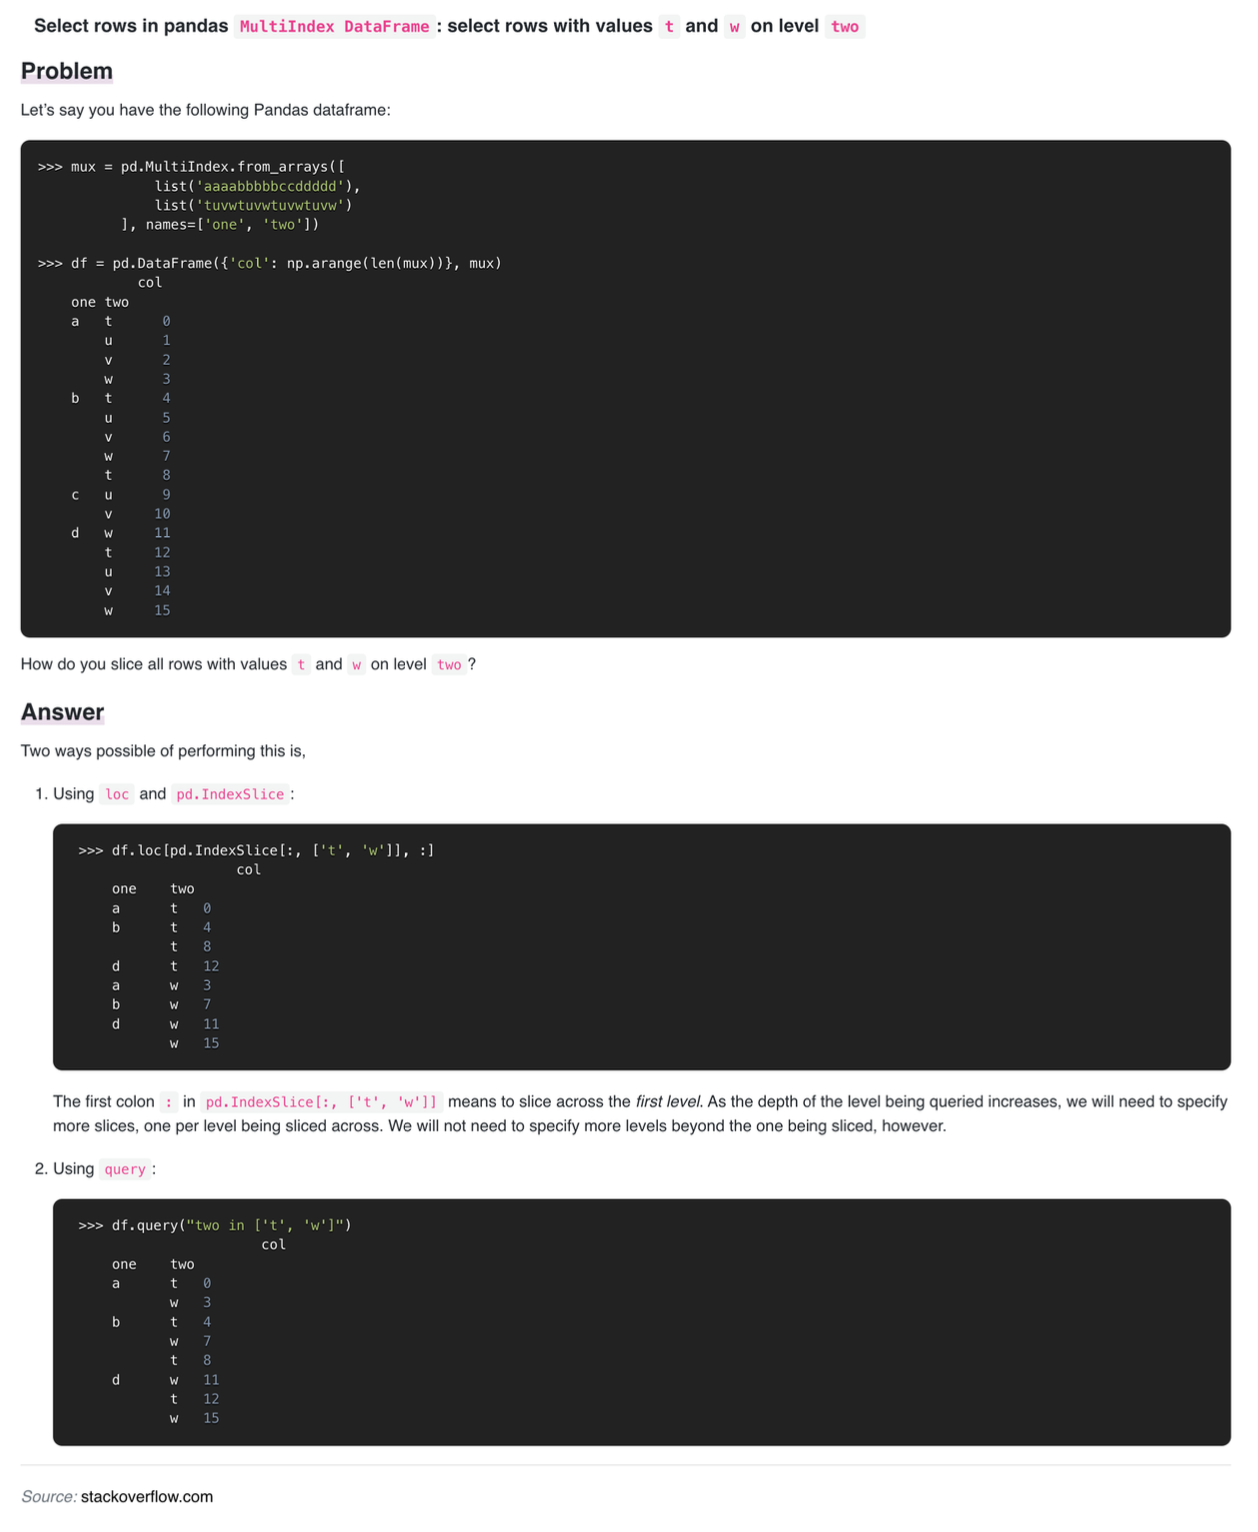 Select rows in pandas MultiIndex DataFrame : select rows with values t and w on level two
Problem
Let’s say you have the following Pandas dataframe:
>>> mux = pd.MultiIndex.from_arrays([
              list('aaaabbbbbccddddd'),
              list('tuvwtuvwtuvwtuvw')
          ], names=['one', 'two'])
>>> df = pd.DataFrame({'col': np.arange(len(mux))}, mux)
            col
    one two
    a   t      0
        u      1
        v      2
        w      3
    b   t      4
        u      5
        v      6
        w      7
        t      8
    c   u      9
        v     10
    d   w     11
        t     12
        u     13
        v     14
        w     15
How do you slice all rows with values t and w on level two ?
Answer
Two ways possible of performing this is,
1. Using loc and pd.IndexSlice :
>>> df.loc[pd.IndexSlice[:, ['t', 'w']], :]
                   col
    one    two
    a      t   0
    b      t   4
           t   8
    d      t   12
    a      w   3
    b      w   7
    d      w   11
           w   15
The first colon : in pd.IndexSlice[:, ['t', 'w']] means to slice across the first level. As the depth of the level being queried increases, we will need to specify
more slices, one per level being sliced across. We will not need to specify more levels beyond the one being sliced, however.
2. Using query :
>>> df.query("two in ['t', 'w']")
                      col
    one    two
    a      t   0
           w   3
    b      t   4
           w   7
           t   8
    d      w   11
           t   12
           w   15
Source: stackoverflow.com